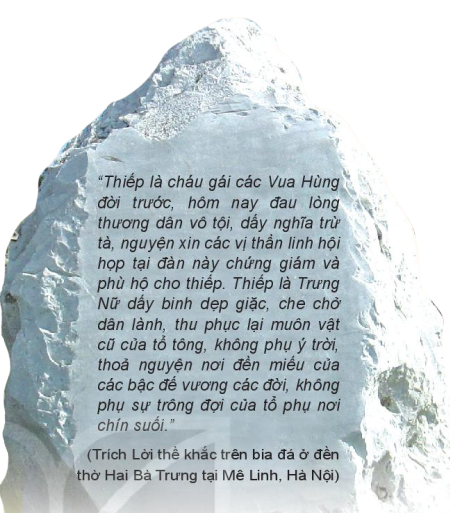 “Thiếp là cháu gái các Vua Hùng
đời trước, hôm nay đau lòng
thương dân vô tội, dấy nghĩa trừ
tà, nguyện xin các vị thần linh hội
họp tại đàn này chứng giám và
phù hộ cho thiếp. Thiếp là Trưng
Nữ dấy binh dẹp giặc, che chở
dân lành, thu phục lại muôn vật
cũ của tổ tông, không phụ ý trời,
thoả nguyện nơi đền miếu của
các bậc đế vương các đời, không
phụ sự trông đợi của tổ phụ nơi
chín suối.”
(Trích Lời thề khắc trên bia đá ở đền
thờ Hai Bà Trưng tại Mê Linh, Hà Nội)